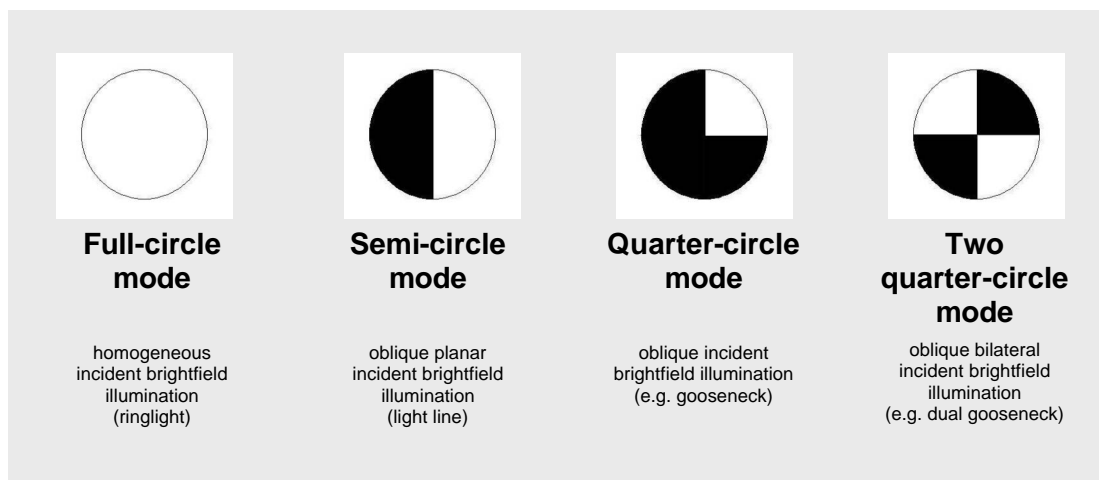 Full-circle
mode
homogeneous
incident brightfield
illumination
(ringlight)
Semi-circle
mode
oblique planar
incident brightfield
illumination
(light line)
Quarter-circle
mode
oblique incident
brightfield illumination
(e.g. gooseneck)
Two
quarter-circle
mode
oblique bilateral
incident brightfield
illumination
(e.g. dual gooseneck)